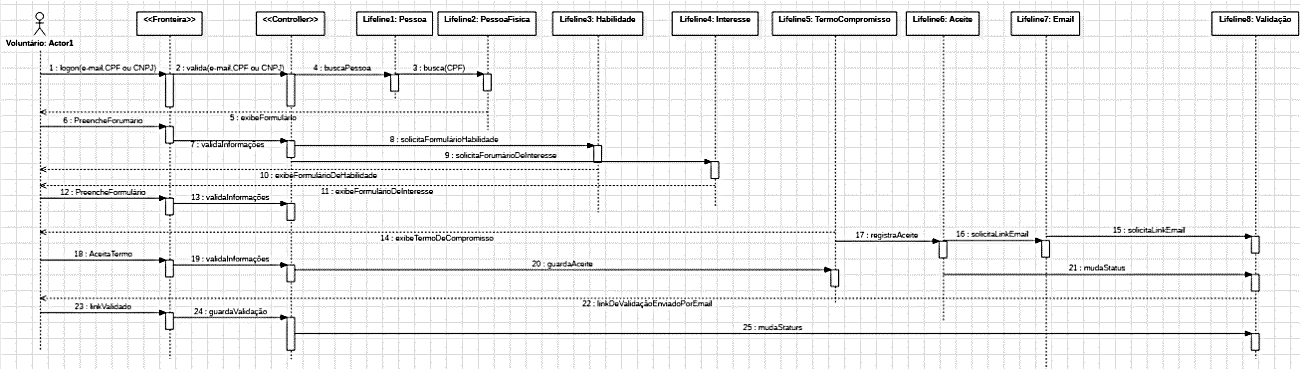 <<Fronteira>>
<<Controller>>
Lifeline1: Pessoa
Lifeline2: PessoaFisica
Lifeline3: Habilidade
Lifeline4: Interesse
Lifeline5: TermoCompromisso
Lifeline6: Aceite
Lifeline7: Email
Lifeline8: Validação
Voluntário: Actor1
1 : logon(e-mail,CPF ou CNPJ)
2 : valida(e-mail,CPF ou CNPJ)
4 : buscaPessoa
3 : busca(CPF)
5 : exibeFormulario
6 : PreencheForumario
7 : validaInformações
8 : solicitaFormulárioHabilidade
9 : solicitaForumárioDeInteresse
10 : exibeFormulárioDeHabilidade
11 : exibeFormulárioDeInteresse
12 : PreencheFormulário
13 : validaInformações
14 : exibeTermoDeCompromisso
17 : registraAceite
16 : solicitaLinkEmail
15 : solicitaLinkEmail
18 : AceitaTermo
19 : validaInformações
20 : guardaAceite
21 : mudaStatus
22 : linkDeValidaçãoEnviadoPorEmail
23 : linkValidado
24 : guardaValidação
25 : mudaStaturs